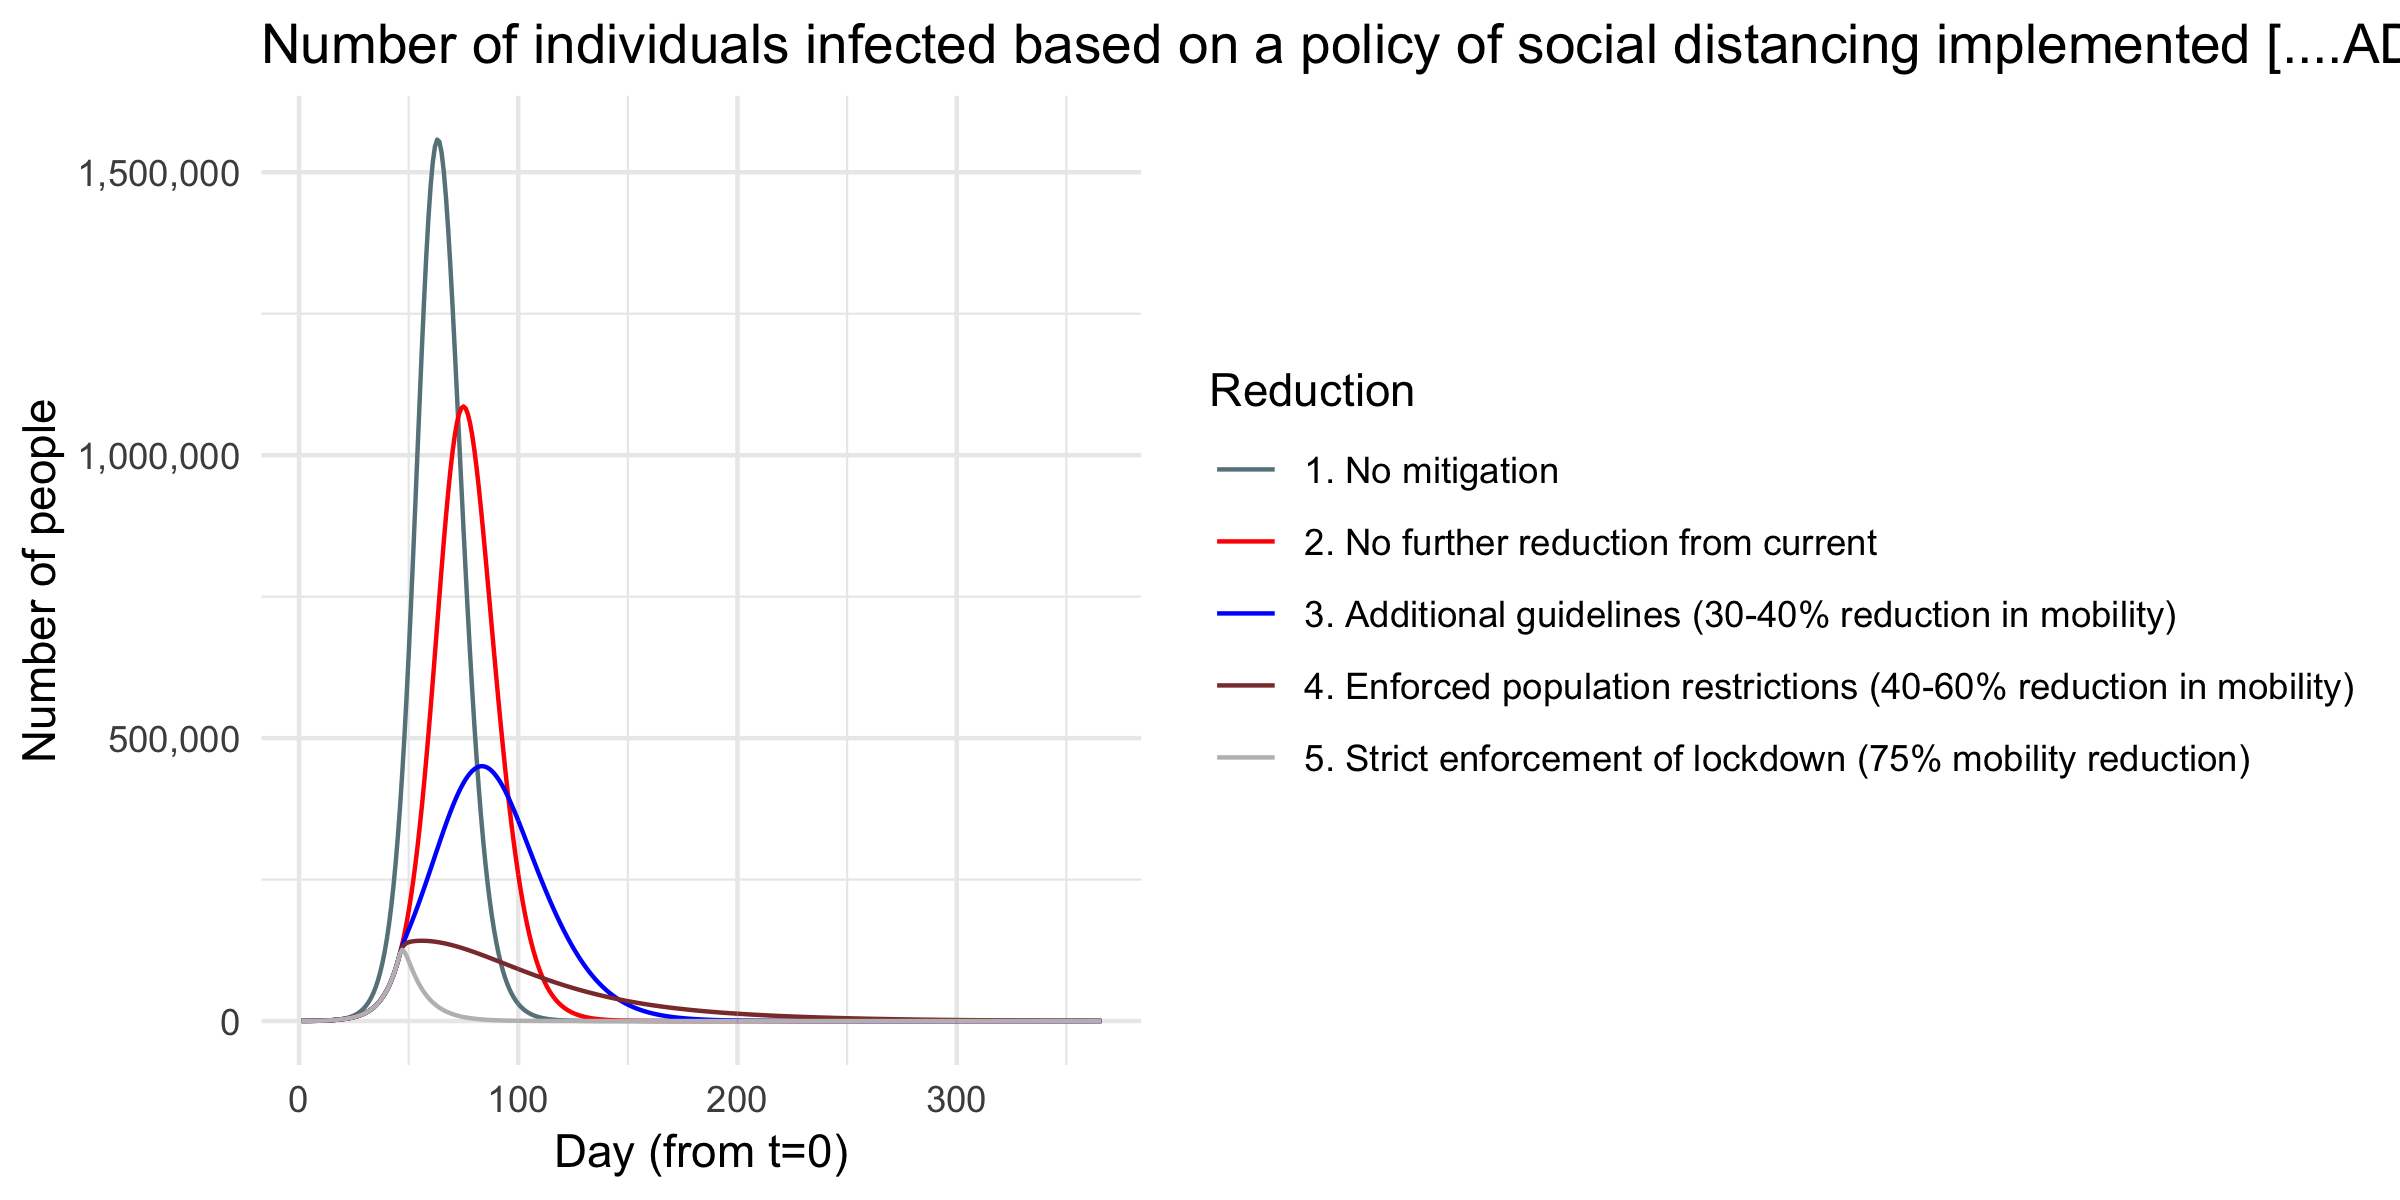 Number of individuals infected based on a policy of social distancing implemented [....AD
1,500,000
1,000,000
500,000
0
Number of people
0 100 200 300
Day (from t=0)
Reduction
1. No mitigation
2. No further reduction from current
3. Additional guidelines (30-40% reduction in mobility)
4. Enforced population restrictions (40-60% reduction in mobility)
5. Strict enforcement of lockdown (75% mobility reduction)